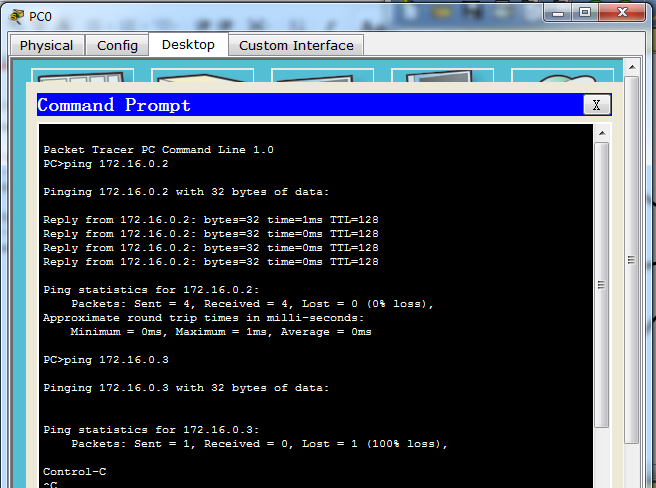 PC0
Physical Config Desktop Custom Interface
Command Prompt X
Packet Tracer PC Command Line 1.0
PC>ping 172.16.0.2
Pinging 172.16.0.2 with 32 bytes of data:
Reply from 172.16.0.2: bytes=32 time=1ms TTL=128
Reply from 172.16.0.2: bytes=32 time=0ms TTL=128
Reply from 172.16.0.2: bytes=32 time=0ms TTL=128
Reply from 172.16.0.2: bytes=32 time=0ms TTL=128
Ping statistics for 172.16.0.2:
Packets: Sent = 4, Received = 4, Lost = 0 (0% loss),
Approximate round trip times in milli-seconds:
Minimum = 0ms, Maximum = 1ms, Average = 0ms
PC>ping 172.16.0.3
Pinging 172.16.0.3 with 32 bytes of data:
Ping statistics for 172.16.0.3:
Packets: Sent = 1, Received = 0, Lost = 1 (100% loss),
Control-C
^C